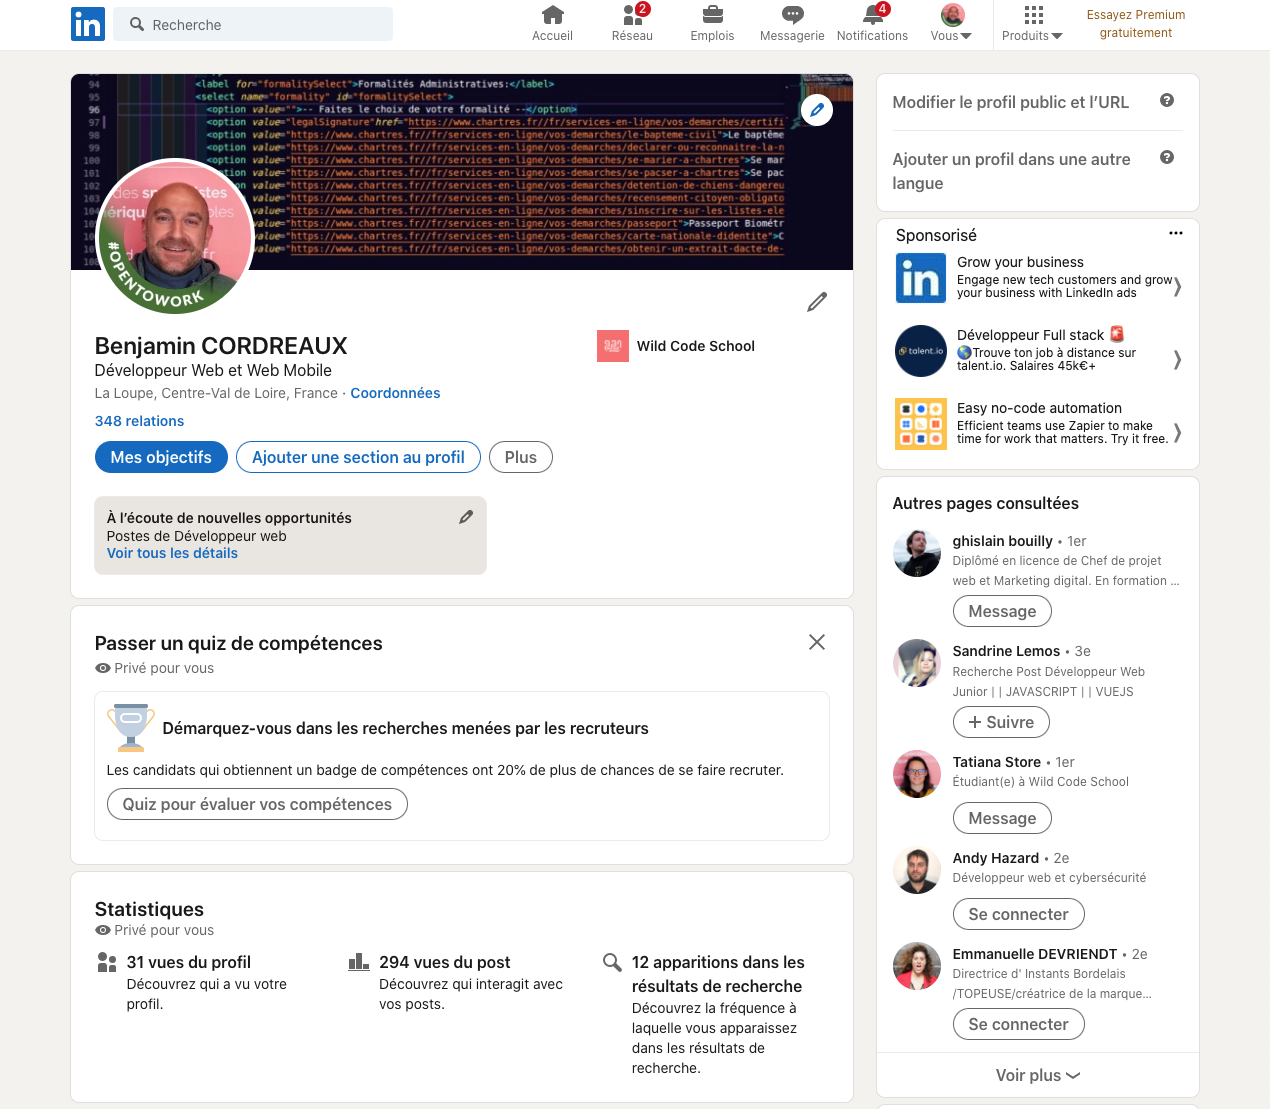 in
Recherche
Accueil
2
Réseau
Emplois
Messagerie
4
Notifications
Vous
Produits
Essayez Premium
gratuitement
94 <label for="formalitySelect">Formalités Administratives:</label>
95 <select name="formality" id="formalitySelect">
96 <option value="">-- Faites le choix de votre formalité --</option>
97 <option value="legalSignature"href="https://www.chartres.fr/fr/services-en-ligne/vos-demarches/certifi
98 <option value="https://www.chartres.fr//fr/services-en-ligne/vos-demarches/le-bapteme-civil">Le baptême
99 <option value="https://www.chartres.fr//fr/services-en-ligne/vos-demarches/declarer-ou-reconnaitre-la-n
100 <option value="https://www.chartres.fr//fr/services-en-ligne/vos-demarches/se-marier-a-chartres">Se mar
101 <option value="https://www.chartres.fr//fr/services-en-ligne/vos-demarches/se-pacser-a-chartres">Se pac
102 <option value="https://www.chartres.fr//fr/services-en-ligne/vos-demarches/detention-de-chiens-dangereu
103 value="https://www.chartres.fr//fr/services-en-ligne/vos-demarches/recensement-citoyen-obligato
104 value="https://www.chartres.fr//fr/services-en-ligne/vos-demarches/sinscrire-sur-les-listes-ele
105 value="https://www.chartres.fr//fr/services-en-ligne/vos-demarches/passeport">Passeport Biométr
106 value="https://www.chartres.fr//fr/services-en-ligne/vos-demarches/carte-nationale-didentite">C
107 value="https://www.chartres.fr//fr/services-en-ligne/vos-demarches/obtenir-un-extrait-dacte-de-
108
des
érique
#OPENTOWORK
Benjamin CORDREAUX
Développeur Web et Web Mobile
La Loupe, Centre-Val de Loire, France · Coordonnées
348 relations
Wild Code School
Mes objectifs
Ajouter une section au profil
Plus
À l’écoute de nouvelles opportunités
Postes de Développeur web
Voir tous les détails
Passer un quiz de compétences
Privé pour vous
Démarquez-vous dans les recherches menées par les recruteurs
Les candidats qui obtiennent un badge de compétences ont 20% de plus de chances de se faire recruter.
Quiz pour évaluer vos compétences
Statistiques
Privé pour vous
31 vues du profil
Découvrez qui a vu votre
profil.
294 vues du post
Découvrez qui interagit avec
vos posts.
12 apparitions dans les
résultats de recherche
Découvrez la fréquence à
laquelle vous apparaissez
dans les résultats de
recherche.
Modifier le profil public et l’URL
Ajouter un profil dans une autre
langue
Sponsorisé
in
Grow your business
Engage new tech customers and grow
your business with LinkedIn ads
talent.io
Développeur Full stack 🚨
🌎Trouve ton job à distance sur
talent.io. Salaires 45k€+
Easy no-code automation
Efficient teams use Zapier to make
time for work that matters. Try it free.
Autres pages consultées
ghislain bouilly • 1er
Diplômé en licence de Chef de projet
web et Marketing digital. En formation ...
Message
Sandrine Lemos • 3e
Recherche Post Développeur Web
Junior | | JAVASCRIPT | | VUEJS
+ Suivre
Tatiana Store • 1er
Étudiant(e) à Wild Code School
Message
Andy Hazard • 2e
Développeur web et cybersécurité
Se connecter
Emmanuelle DEVRIENDT • 2e
Directrice d' Instants Bordelais
/TOPEUSE/créatrice de la marque...
Se connecter
Voir plus